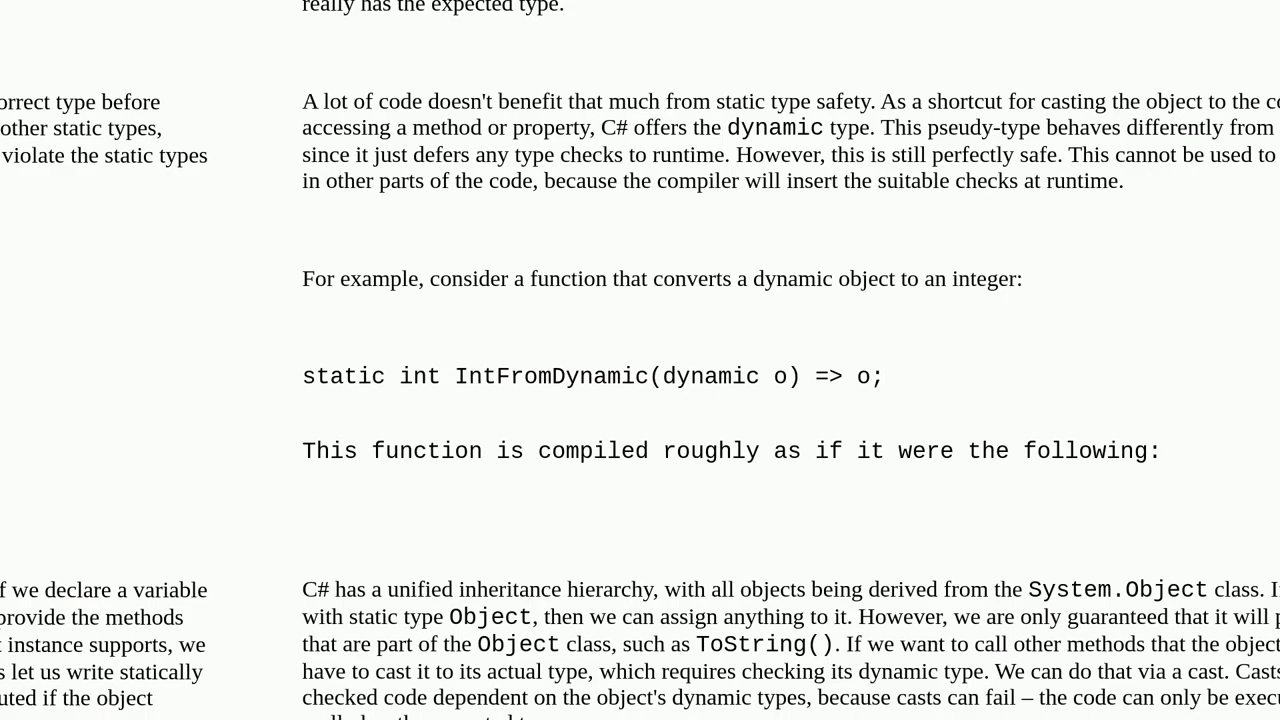 really has the expected type.
orrect type before
other static types,
violate the static types
A lot of code doesn't benefit that much from static type safety. As a shortcut for casting the object to the
accessing a method or property, C# offers the dynamic type. This pseudy-type behaves differently from
since it just defers any type checks to runtime. However, this is still perfectly safe. This cannot be used to
in other parts of the code, because the compiler will insert the suitable checks at runtime.
For example, consider a function that converts a dynamic object to an integer:
static int IntFromDynamic(dynamic o) => o;
This function is compiled roughly as if it were the following:
f we declare a variable
provide the methods
instance supports, we
s let us write statically
uted if the object
C# has a unified inheritance hierarchy, with all objects being derived from the System.Object class. I
with static type Object, then we can assign anything to it. However, we are only guaranteed that it will
that are part of the Object class, such as ToString(). If we want to call other methods that the object
have to cast it to its actual type, which requires checking its dynamic type. We can do that via a cast. Casts
checked code dependent on the object's dynamic types, because casts can fail – the code can only be exec